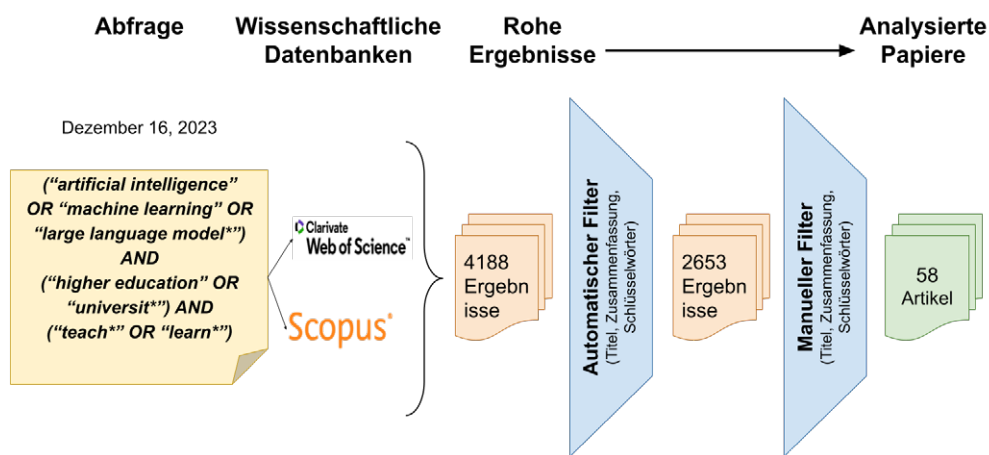 Abfrage
Wissenschaftliche
Datenbanken
Rohe
Ergebnisse
Analysierte
Papiere
Dezember 16, 2023
(“artificial intelligence”
OR “machine learning” OR
“large language model*”)
AND
(“higher education” OR
“universit*”) AND
(“teach*” OR “learn*”)
Clarivate
Web of Science™
Scopus®
4188
Ergebn
isse
Automatischer Filter
(Titel, Zusammenfassung,
Schlüsselwörter)
2653
Ergebn
isse
Manueller Filter
(Titel, Zusammenfassung,
Schlüsselwörter)
58
Artikel